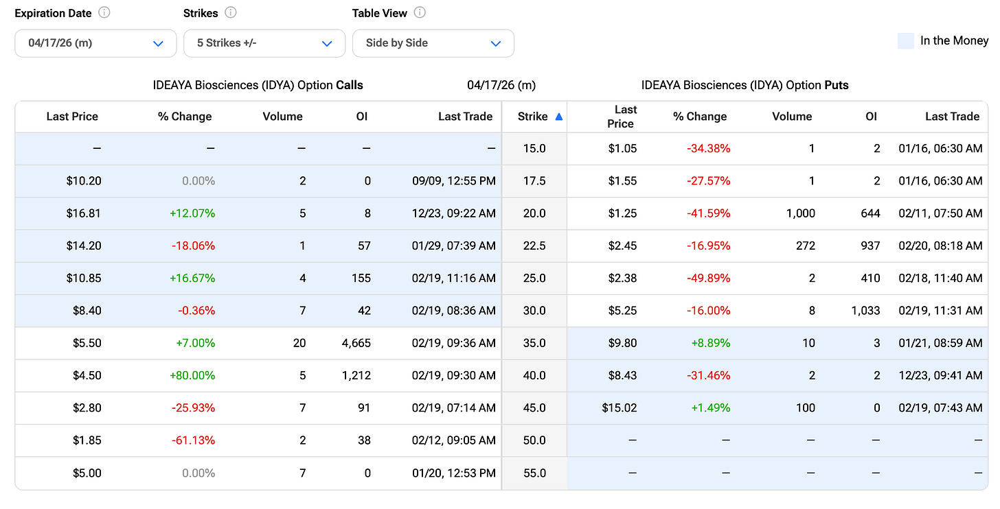 Expiration Date Strikes Table View
04/17/26 (m) 5 Strikes +/- Side by Side
In the Money
IDEAYA Biosciences (IDYA) Option Calls 04/17/26 (m) IDEAYA Biosciences (IDYA) Option Puts
Last Price % Change Volume OI Last Trade Strike Last Price % Change Volume OI Last Trade
– – – – – 15.0 $1.05 -34.38% 1 2 01/16, 06:30 AM
$10.20 0.00% 2 0 09/09, 12:55 PM 17.5 $1.55 -27.57% 1 2 01/16, 06:30 AM
$16.81 +12.07% 5 8 12/23, 09:22 AM 20.0 $1.25 -41.59% 1,000 644 02/11, 07:50 AM
$14.20 -18.06% 1 57 01/29, 07:39 AM 22.5 $2.45 -16.95% 272 937 02/20, 08:18 AM
$10.85 +16.67% 4 155 02/19, 11:16 AM 25.0 $2.38 -49.89% 2 410 02/18, 11:40 AM
$8.40 -0.36% 7 42 02/19, 08:36 AM 30.0 $5.25 -16.00% 8 1,033 02/19, 11:31 AM
$5.50 +7.00% 20 4,665 02/19, 09:36 AM 35.0 $9.80 +8.89% 10 3 01/21, 08:59 AM
$4.50 +80.00% 5 1,212 02/19, 09:30 AM 40.0 $8.43 -31.46% 2 2 12/23, 09:41 AM
$2.80 -25.93% 7 91 02/19, 07:14 AM 45.0 $15.02 +1.49% 100 0 02/19, 07:43 AM
$1.85 -61.13% 2 38 02/12, 09:05 AM 50.0 – – – – –
$5.00 0.00% 7 0 01/20, 12:53 PM 55.0 – – – – –